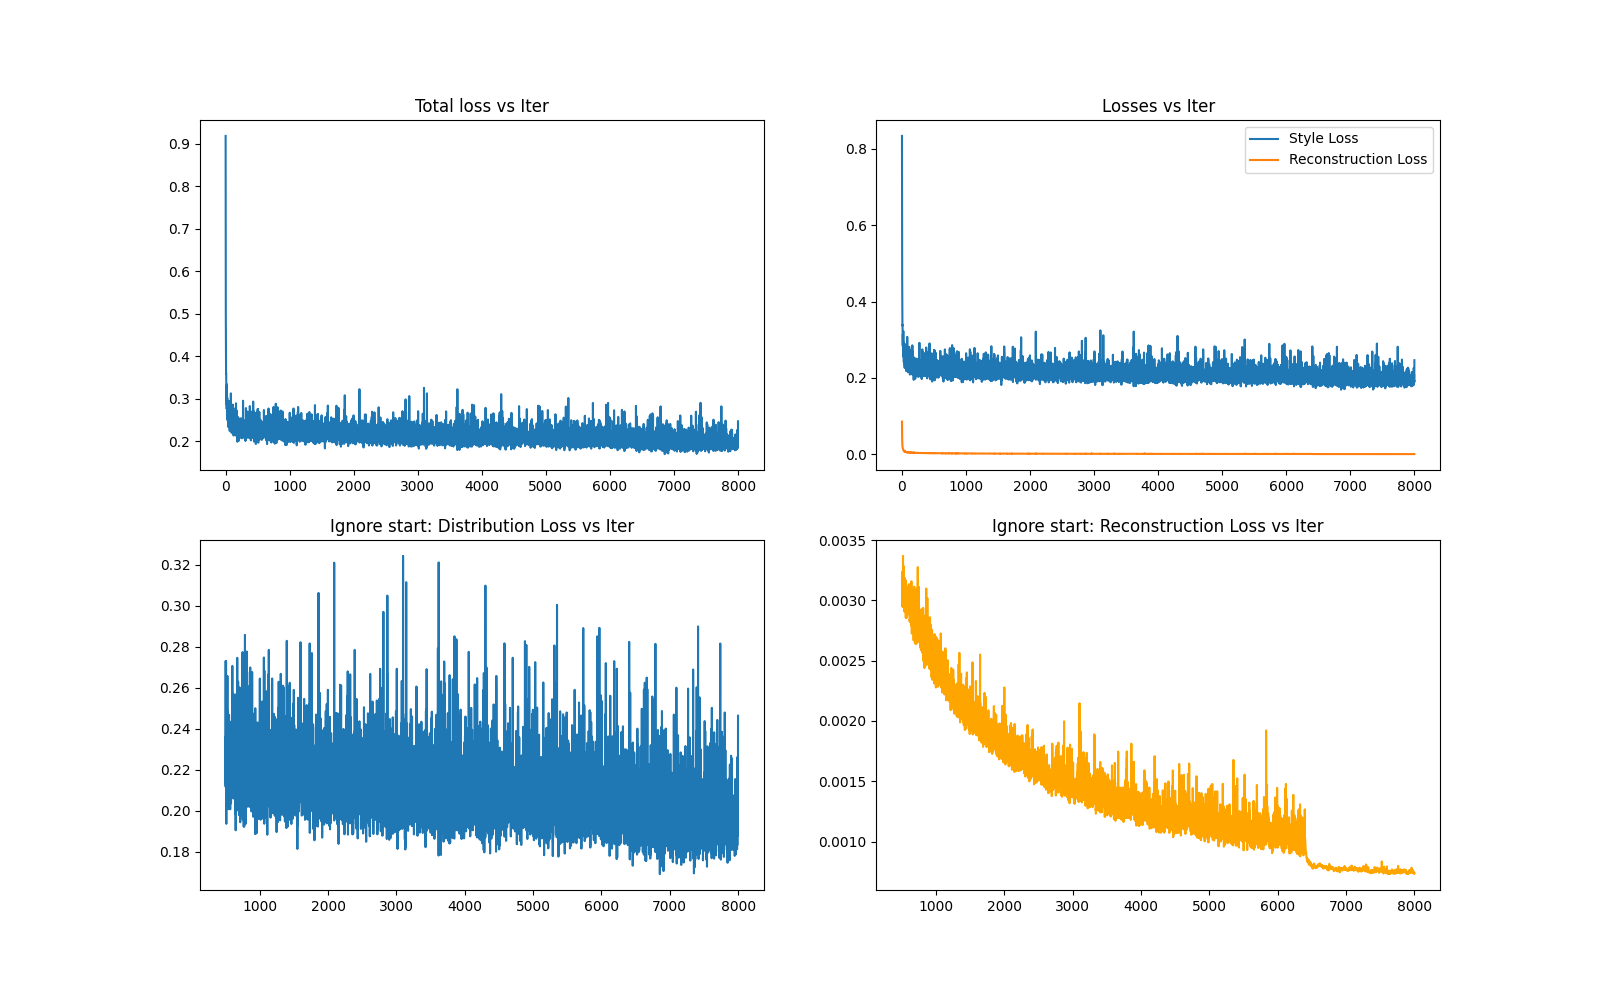 Total loss vs Iter
0.9
0.8
0.7
0.6
0.5
0.4
0.3
0.2
0 1000 2000 3000 4000 5000 6000 7000 8000
Losses vs Iter
Style Loss
Reconstruction Loss
0.8
0.6
0.4
0.2
0.0
0 1000 2000 3000 4000 5000 6000 7000 8000
Ignore start: Distribution Loss vs Iter
0.32
0.30
0.28
0.26
0.24
0.22
0.20
0.18
1000 2000 3000 4000 5000 6000 7000 8000
Ignore start: Reconstruction Loss vs Iter
0.0035
0.0030
0.0025
0.0020
0.0015
0.0010
1000 2000 3000 4000 5000 6000 7000 8000